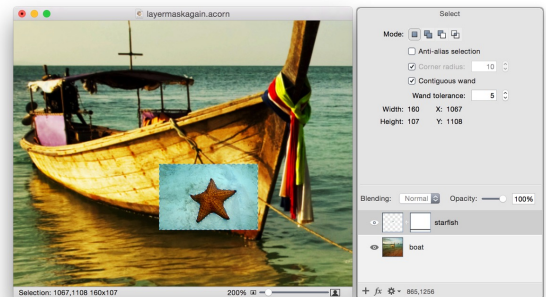 layermaskagain.acorn
Select
Mode:
Anti-alias selection
Corner radius: 10
Contiguous wand
Wand tolerance: 5
Width: 160 X: 1067
Height: 107 Y: 1108
Blending: Normal Opacity: 100%
starfish
boat
Selection: 1067,1108 160x107 200%
fx 865,1256